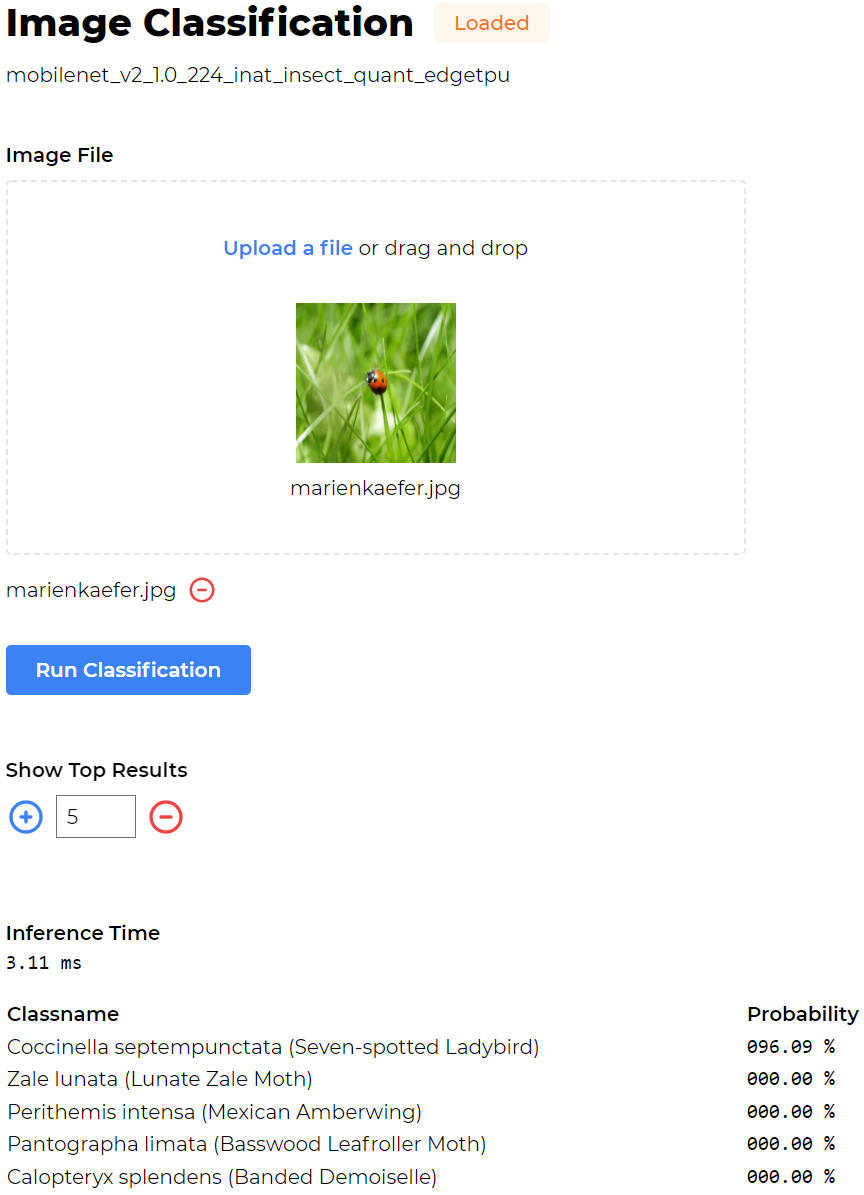 Image Classification Loaded
mobilenet_v2_1.0_224_inat_insect_quant_edgetpu
Image File
Upload a file or drag and drop
marienkaefer.jpg
marienkaefer.jpg
Run Classification
Show Top Results
5
Inference Time
3.11 ms
Classname Probability
Coccinella septempunctata (Seven-spotted Ladybird) 096.09 %
Zale lunata (Lunate Zale Moth) 000.00 %
Perithemis intensa (Mexican Amberwing) 000.00 %
Pantographa limata (Basswood Leafroller Moth) 000.00 %
Calopteryx splendens (Banded Demoiselle) 000.00 %